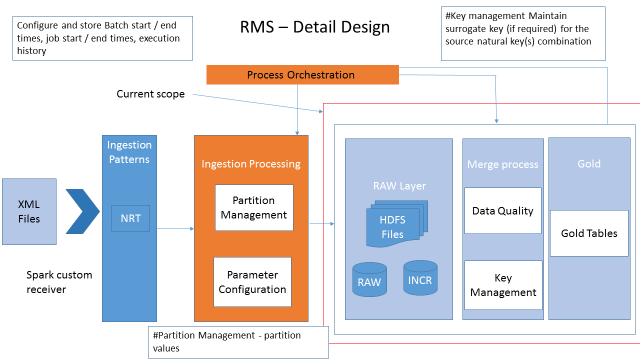 RMS – Detail Design
Configure and store Batch start / end
times, job start / end times, execution
history
#Key management Maintain
surrogate key (if required) for the
source natural key(s) combination
Process Orchestration
Current scope
Ingestion
Patterns
Ingestion Processing
RAW Layer
Merge process
Gold
XML
Files
NRT
Partition
Management
HDFS
Files
Data Quality
Gold Tables
Spark custom
receiver
Parameter
Configuration
RAW
INCR
Key
Management
#Partition Management - partition
values